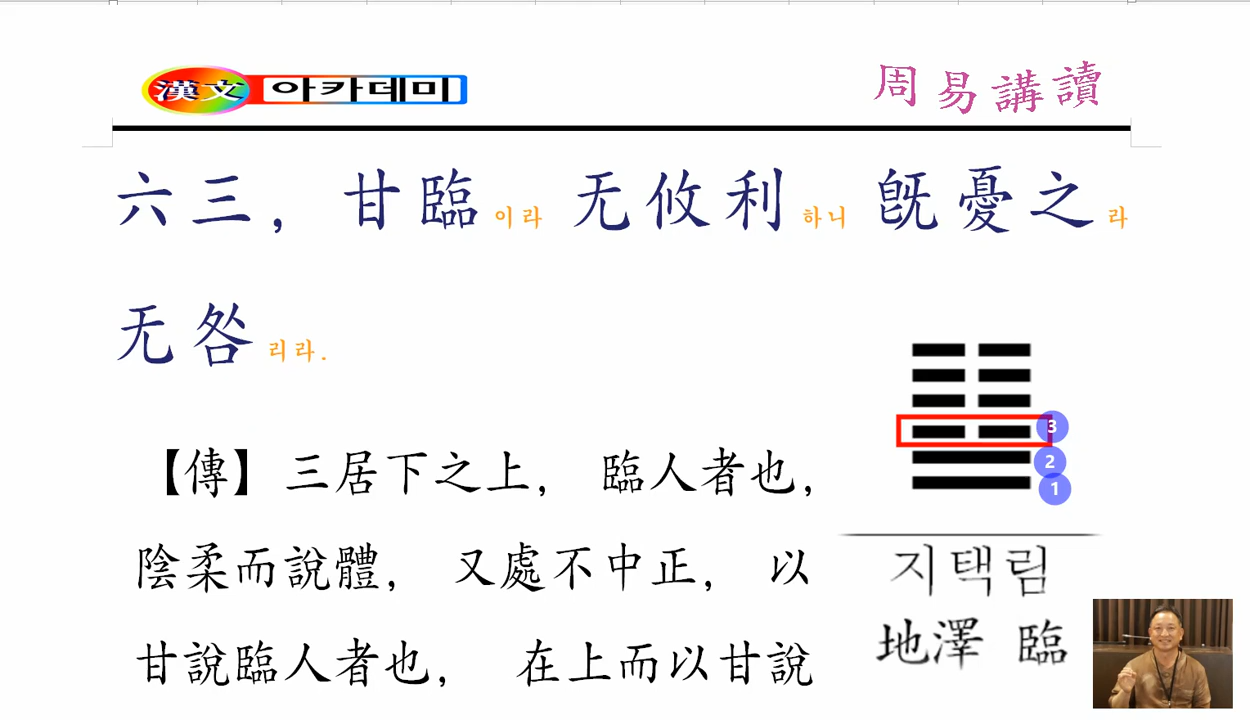 漢文 아카데미
周易講讀
六三, 甘臨이라 无攸利하니 旣憂之라
无咎리라.
【傳】 三居下之上, 臨人者也,
陰柔而說體, 又處不中正, 以
甘說臨人者也, 在上而以甘說
3
2
1
지택림
地澤 臨